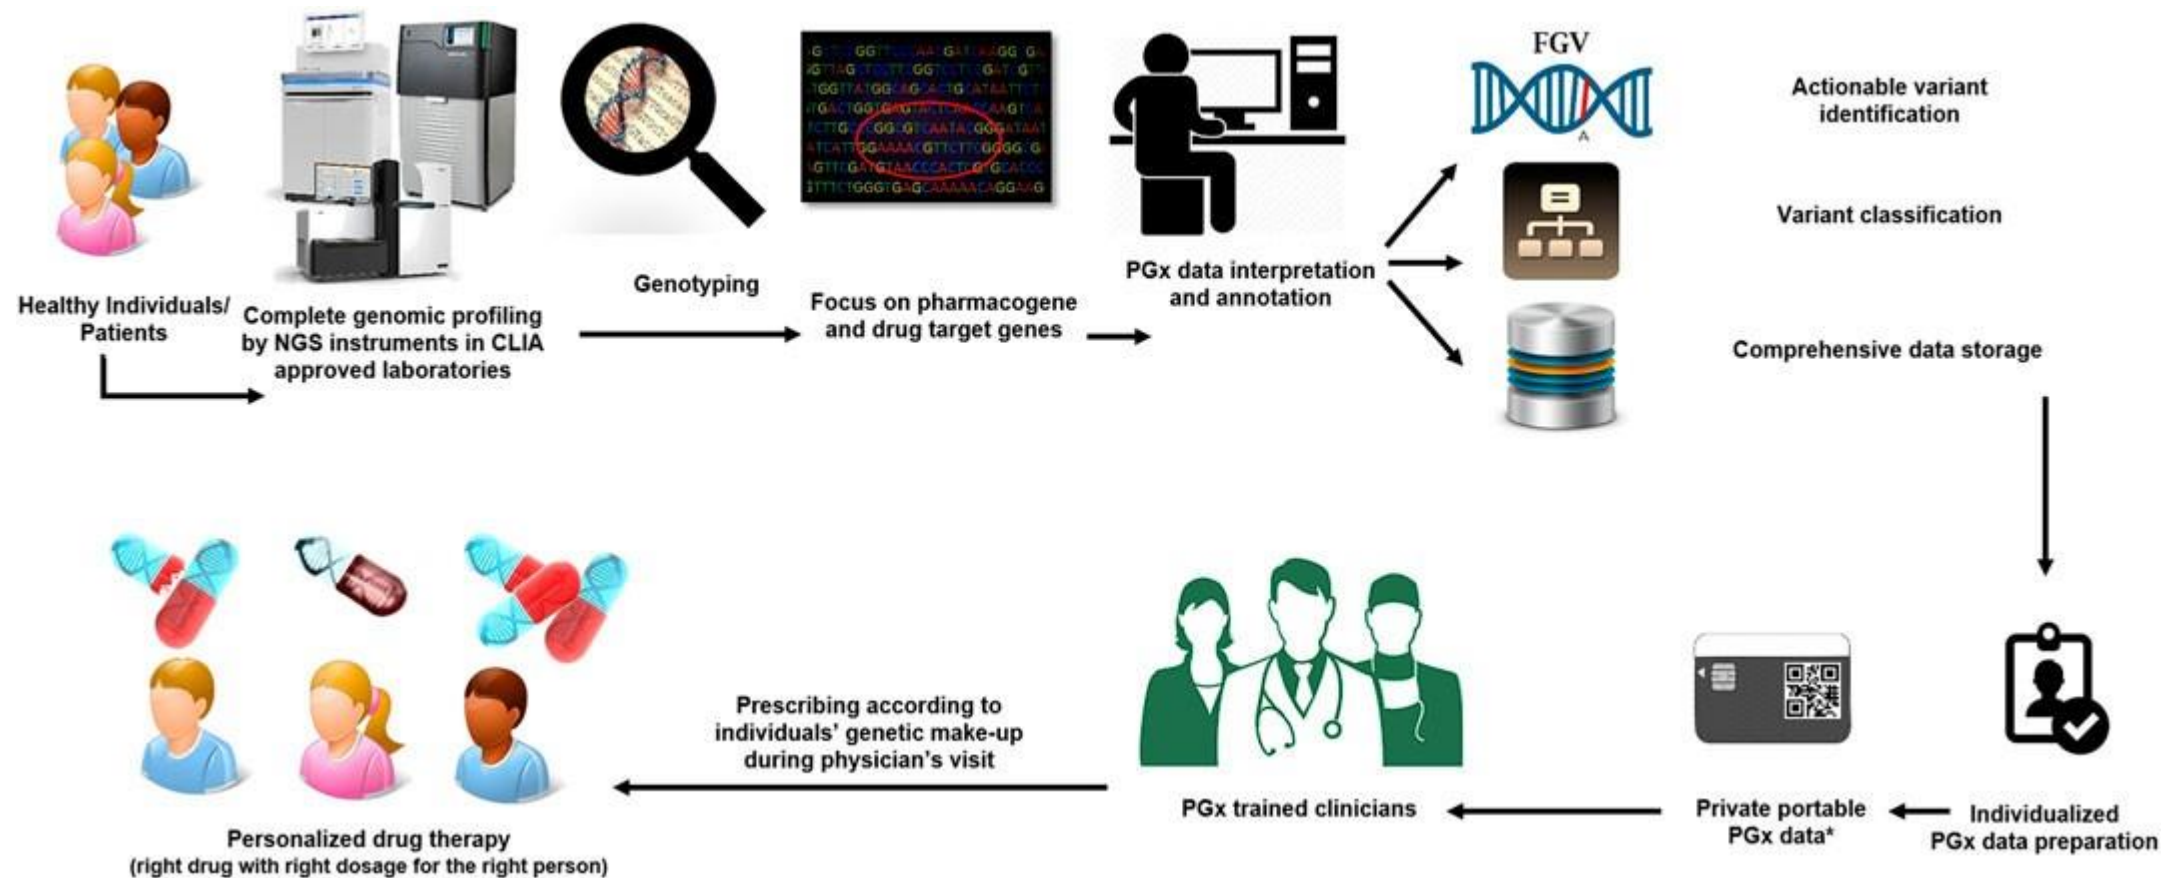 FGV
A
Actionable variant
identification
Variant classification
Comprehensive data storage
Healthy Individuals/
Patients
Complete genomic profiling
by NGS instruments in CLIA
approved laboratories
Genotyping
Focus on pharmacogene
and drug target genes
PGx data interpretation
and annotation
Individualized
PGx data preparation
Private portable
PGx data*
PGx trained clinicians
Prescribing according to
individuals' genetic make-up
during physician's visit
Personalized drug therapy
(right drug with right dosage for the right person)